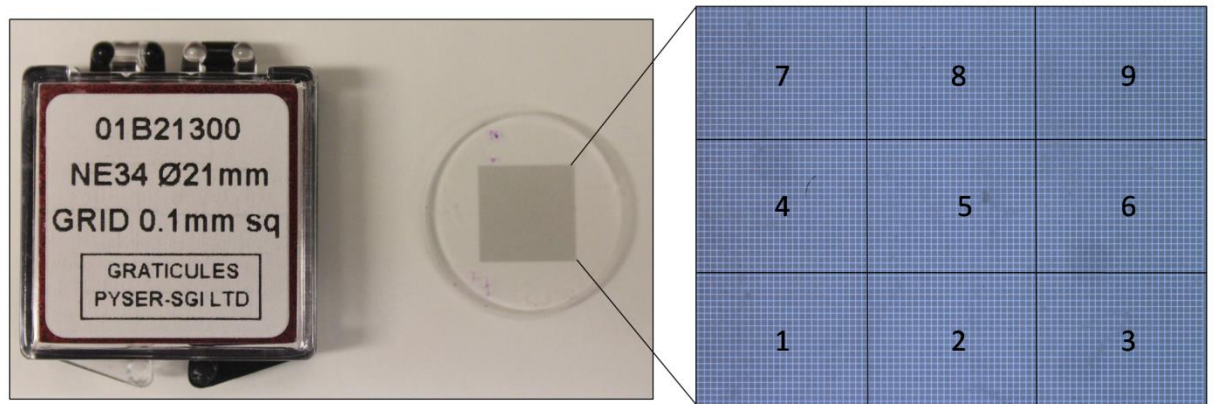 01B21300
NE34 Ø21mm
GRID 0.1mm sq
GRATICULES
PYSER-SGI LTD
7 8 9
4 5 6
1 2 3